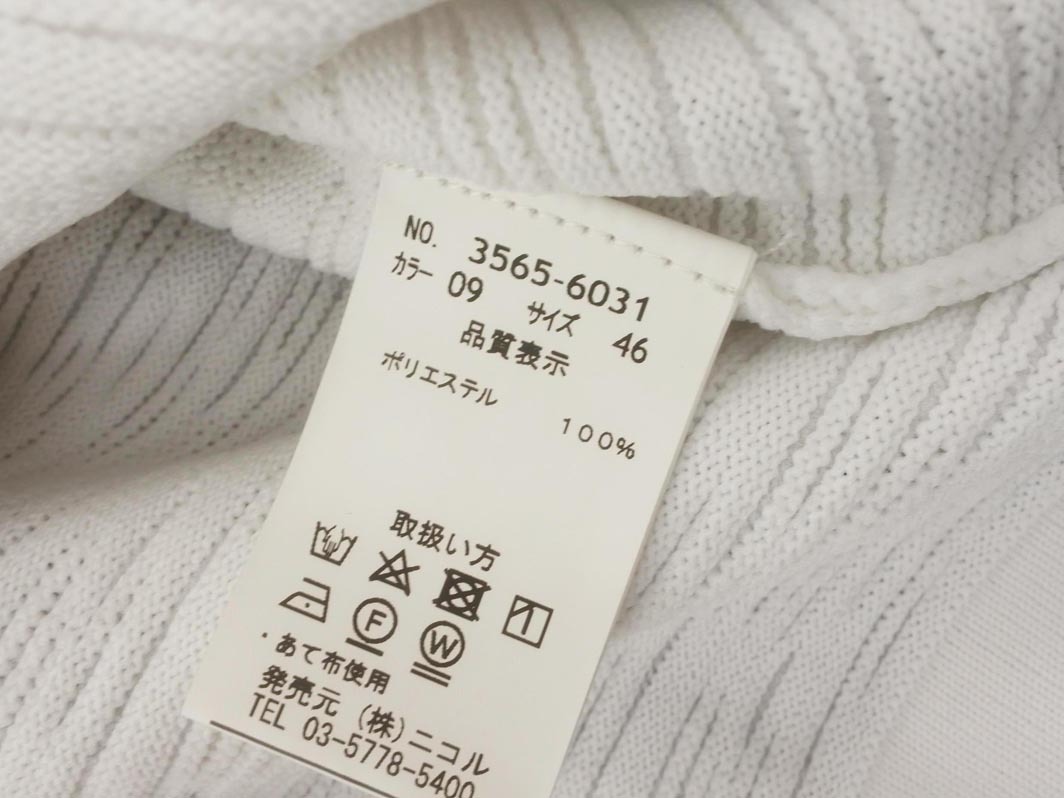 NO. 3565-6031
カラー 09 サイズ 46
品質表示
ポリエステル
100%
取扱い方
F W
・あて布使用
発売元 (株)ニコル
TEL 03-5778-5400